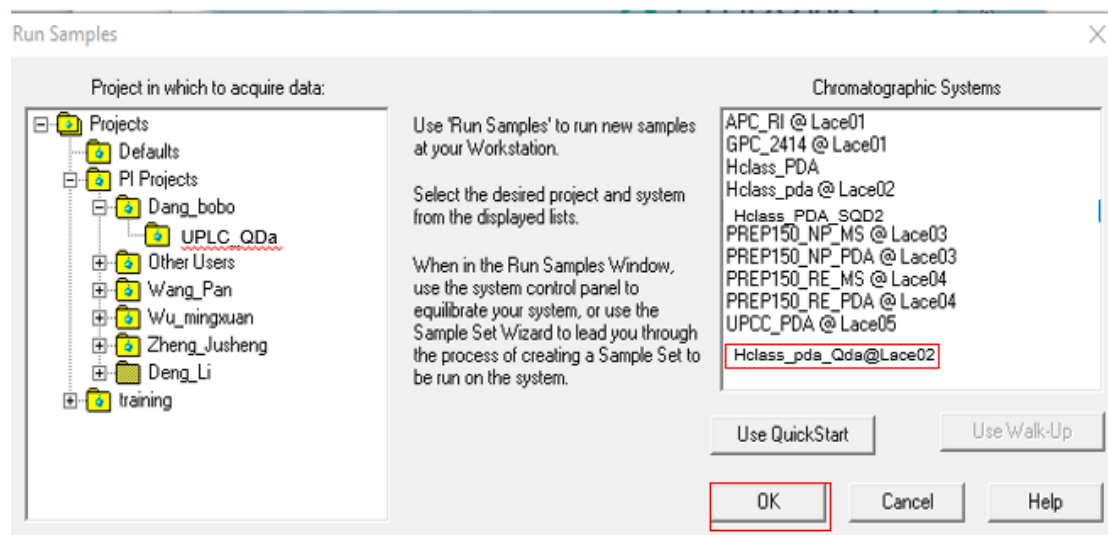 Run Samples
Project in which to acquire data:
Projects
Defaults
PI Projects
Dang_bobo
UPLC_QDa
Other Users
Wang_Pan
Wu_mingxuan
Zheng_Jusheng
Deng_Li
training
Use 'Run Samples' to run new samples
at your Workstation.
Select the desired project and system
from the displayed lists.
When in the Run Samples Window,
use the system control panel to
equilibrate your system, or use the
Sample Set Wizard to lead you through
the process of creating a Sample Set to
be run on the system.
Chromatographic Systems
APC_RI @ Lace01
GPC_2414 @ Lace01
Hclass_PDA
Hclass_pda @ Lace02
Hclass_PDA_SQD2
PREP150_NP_MS @ Lace03
PREP150_NP_PDA @ Lace03
PREP150_RE_MS @ Lace04
PREP150_RE_PDA @ Lace04
UPCC_PDA @ Lace05
Hclass_pda_Qda@Lace02
Use QuickStart
Use Walk-Up
OK
Cancel
Help